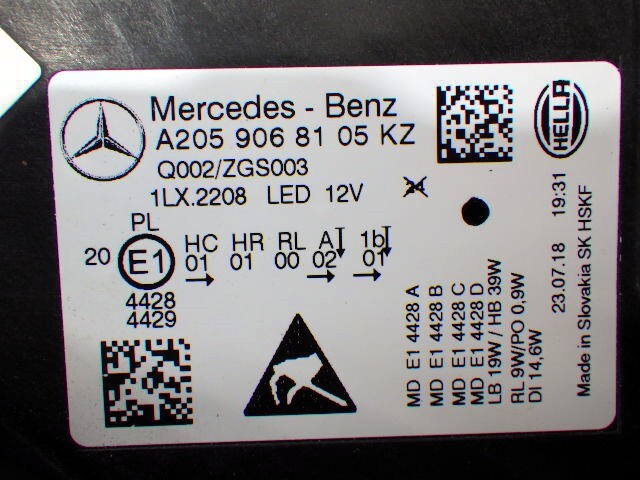 Mercedes - Benz
A205 906 81 05 KZ
Q002/ZGS003
1LX.2208 LED 12V
24
HELLA
PL
20 E1
HC HR RL A 1b
01 01 00 02 01
4428
4429
MD E1 4428 A
MD E1 4428 B
MD E1 4428 C
MD E1 4428 D
LB 19W / HB 39W
RL 9W/PO 0,9W
DI 14,6W
23.07.18 19:31
Made in Slovakia SK HSKF